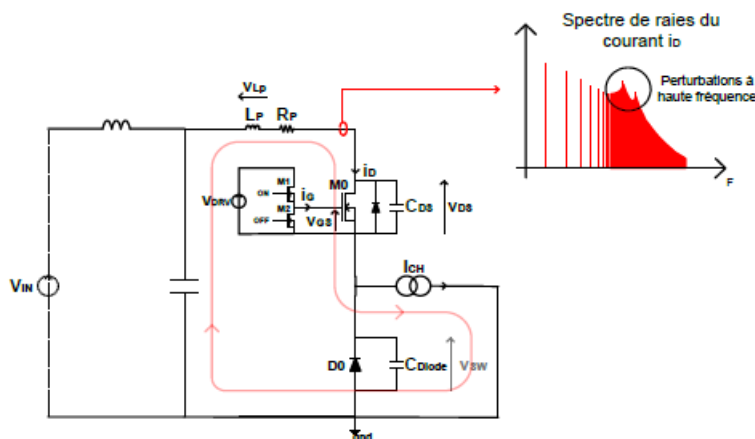 Spectre de raies du
courant iD
Perturbations à
haute fréquence
F
VLp
LP RP
iD
M1
ON
iG
M0
VDRV
M2
OFF
VGS
CDS
VDS
VIN
ICH
D0
CDiode
VSW
gnd